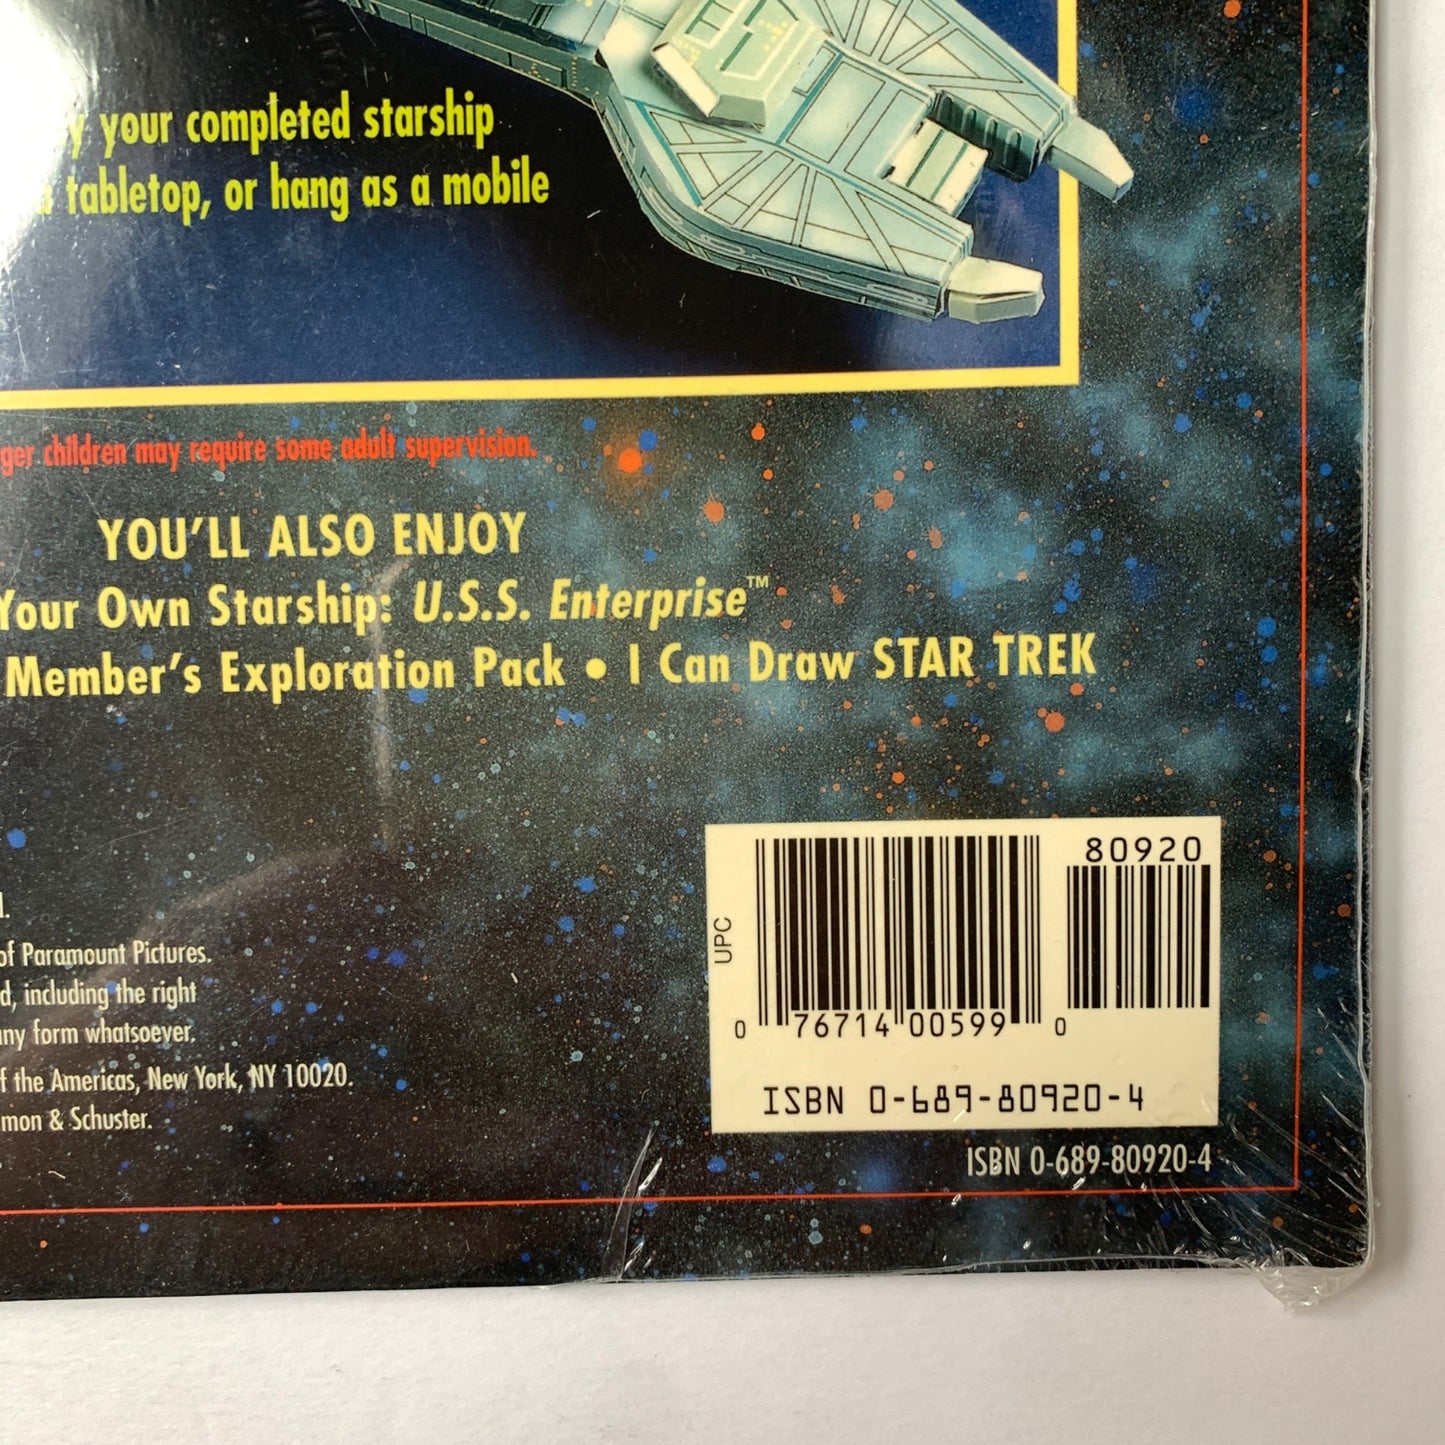 your completed starship
tabletop, or hang as a mobile
ger children may require some adult supervision.
YOU'LL ALSO ENJOY
Your Own Starship: U.S.S. Enterprise™
Member's Exploration Pack • I Can Draw STAR TREK
of Paramount Pictures.
d, including the right
any form whatsoever.
f the Americas, New York, NY 10020.
mon & Schuster.
80920
UPC
0 76714 00599 0
ISBN 0-689-80920-4
ISBN 0-689-80920-4